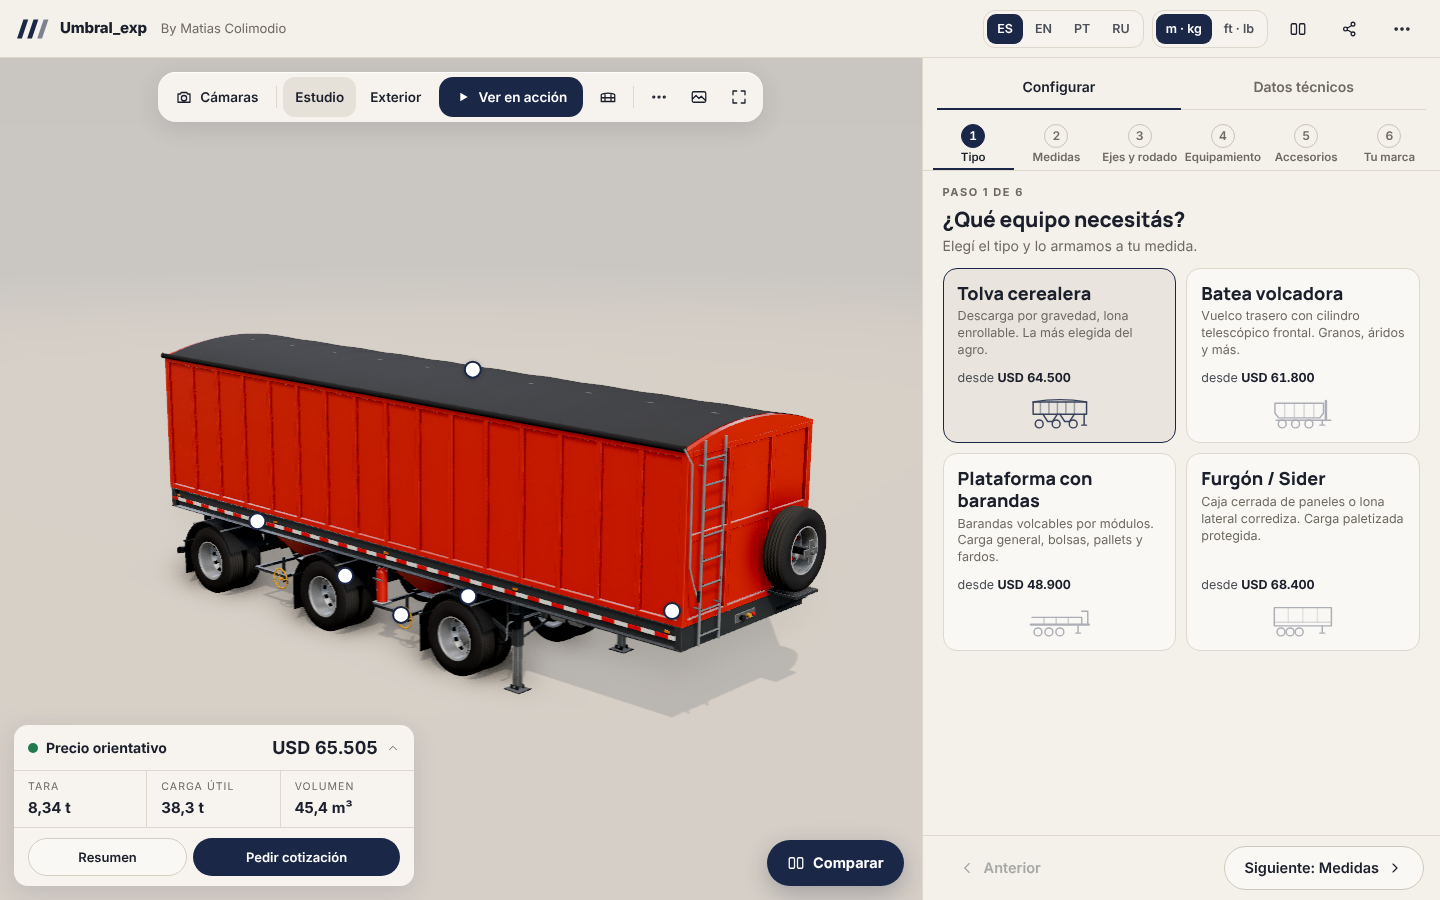 Umbral_exp By Matias Colimodio
ES EN PT RU m · kg ft · lb
Cámaras Estudio Exterior Ver en acción
Configurar Datos técnicos
1 2 3 4 5 6
Tipo Medidas Ejes y rodado Equipamiento Accesorios Tu marca
PASO 1 DE 6
¿Qué equipo necesitás?
Elegí el tipo y lo armamos a tu medida.
Tolva cerealera
Descarga por gravedad, lona
enrollable. La más elegida del
agro.
desde USD 64.500
Batea volcadora
Vuelco trasero con cilindro
telescópico frontal. Granos, áridos
y más.
desde USD 61.800
Plataforma con
barandas
Barandas volcables por módulos.
Carga general, bolsas, pallets y
fardos.
desde USD 48.900
Furgón / Sider
Caja cerrada de paneles o lona
lateral corrediza. Carga paletizada
protegida.
desde USD 68.400
Precio orientativo USD 65.505
TARA CARGA ÚTIL VOLUMEN
8,34 t 38,3 t 45,4 m³
Resumen Pedir cotización
Comparar
Anterior Siguiente: Medidas